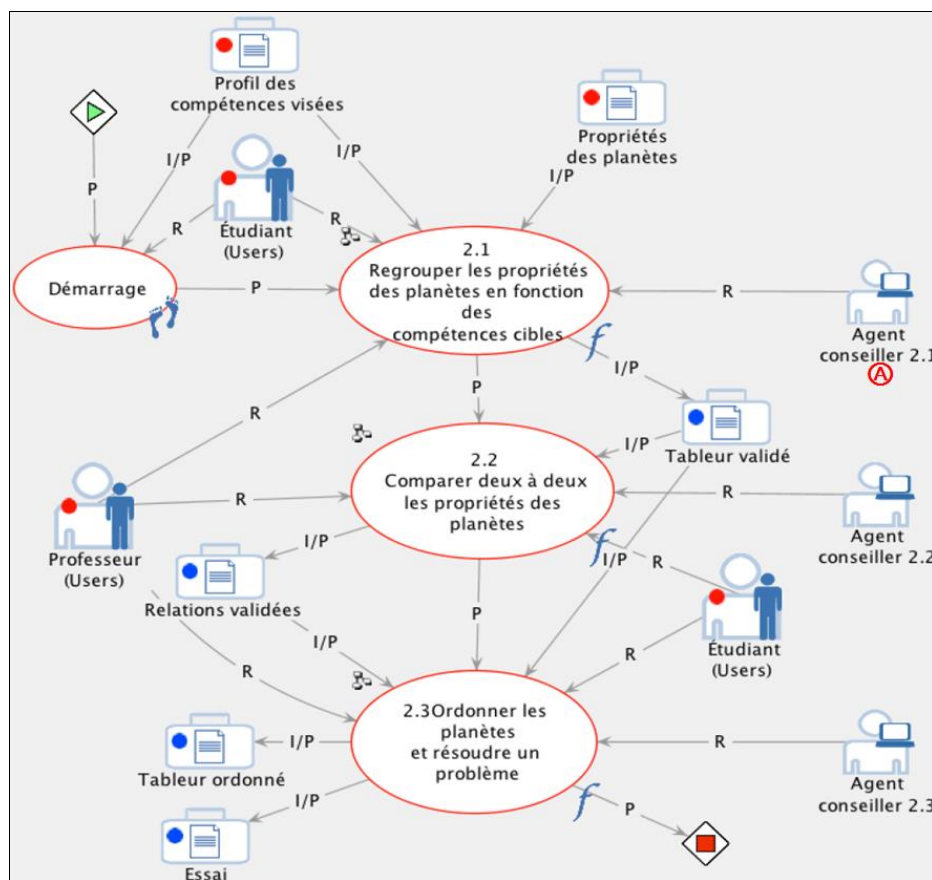 Profil des
compétences visées
Propriétés
des planètes
I/P
I/P
I/P
P
Étudiant
(Users)
R
R
Démarrage
P
2.1
Regrouper les propriétés
des planètes en fonction
des
compétences cibles
R
Agent
conseiller 2.1
A
f
I/P
P
R
Tableur validé
I/P
2.2
Comparer deux à deux
les propriétés des
planètes
R
R
Agent
conseiller 2.2
Professeur
(Users)
I/P
f
I/P
R
Relations validées
P
Étudiant
(Users)
I/P
R
R
2.3Ordonner les
planètes
et résoudre un
problème
I/P
Tableur ordonné
R
Agent
conseiller 2.3
I/P
f
P
Essai